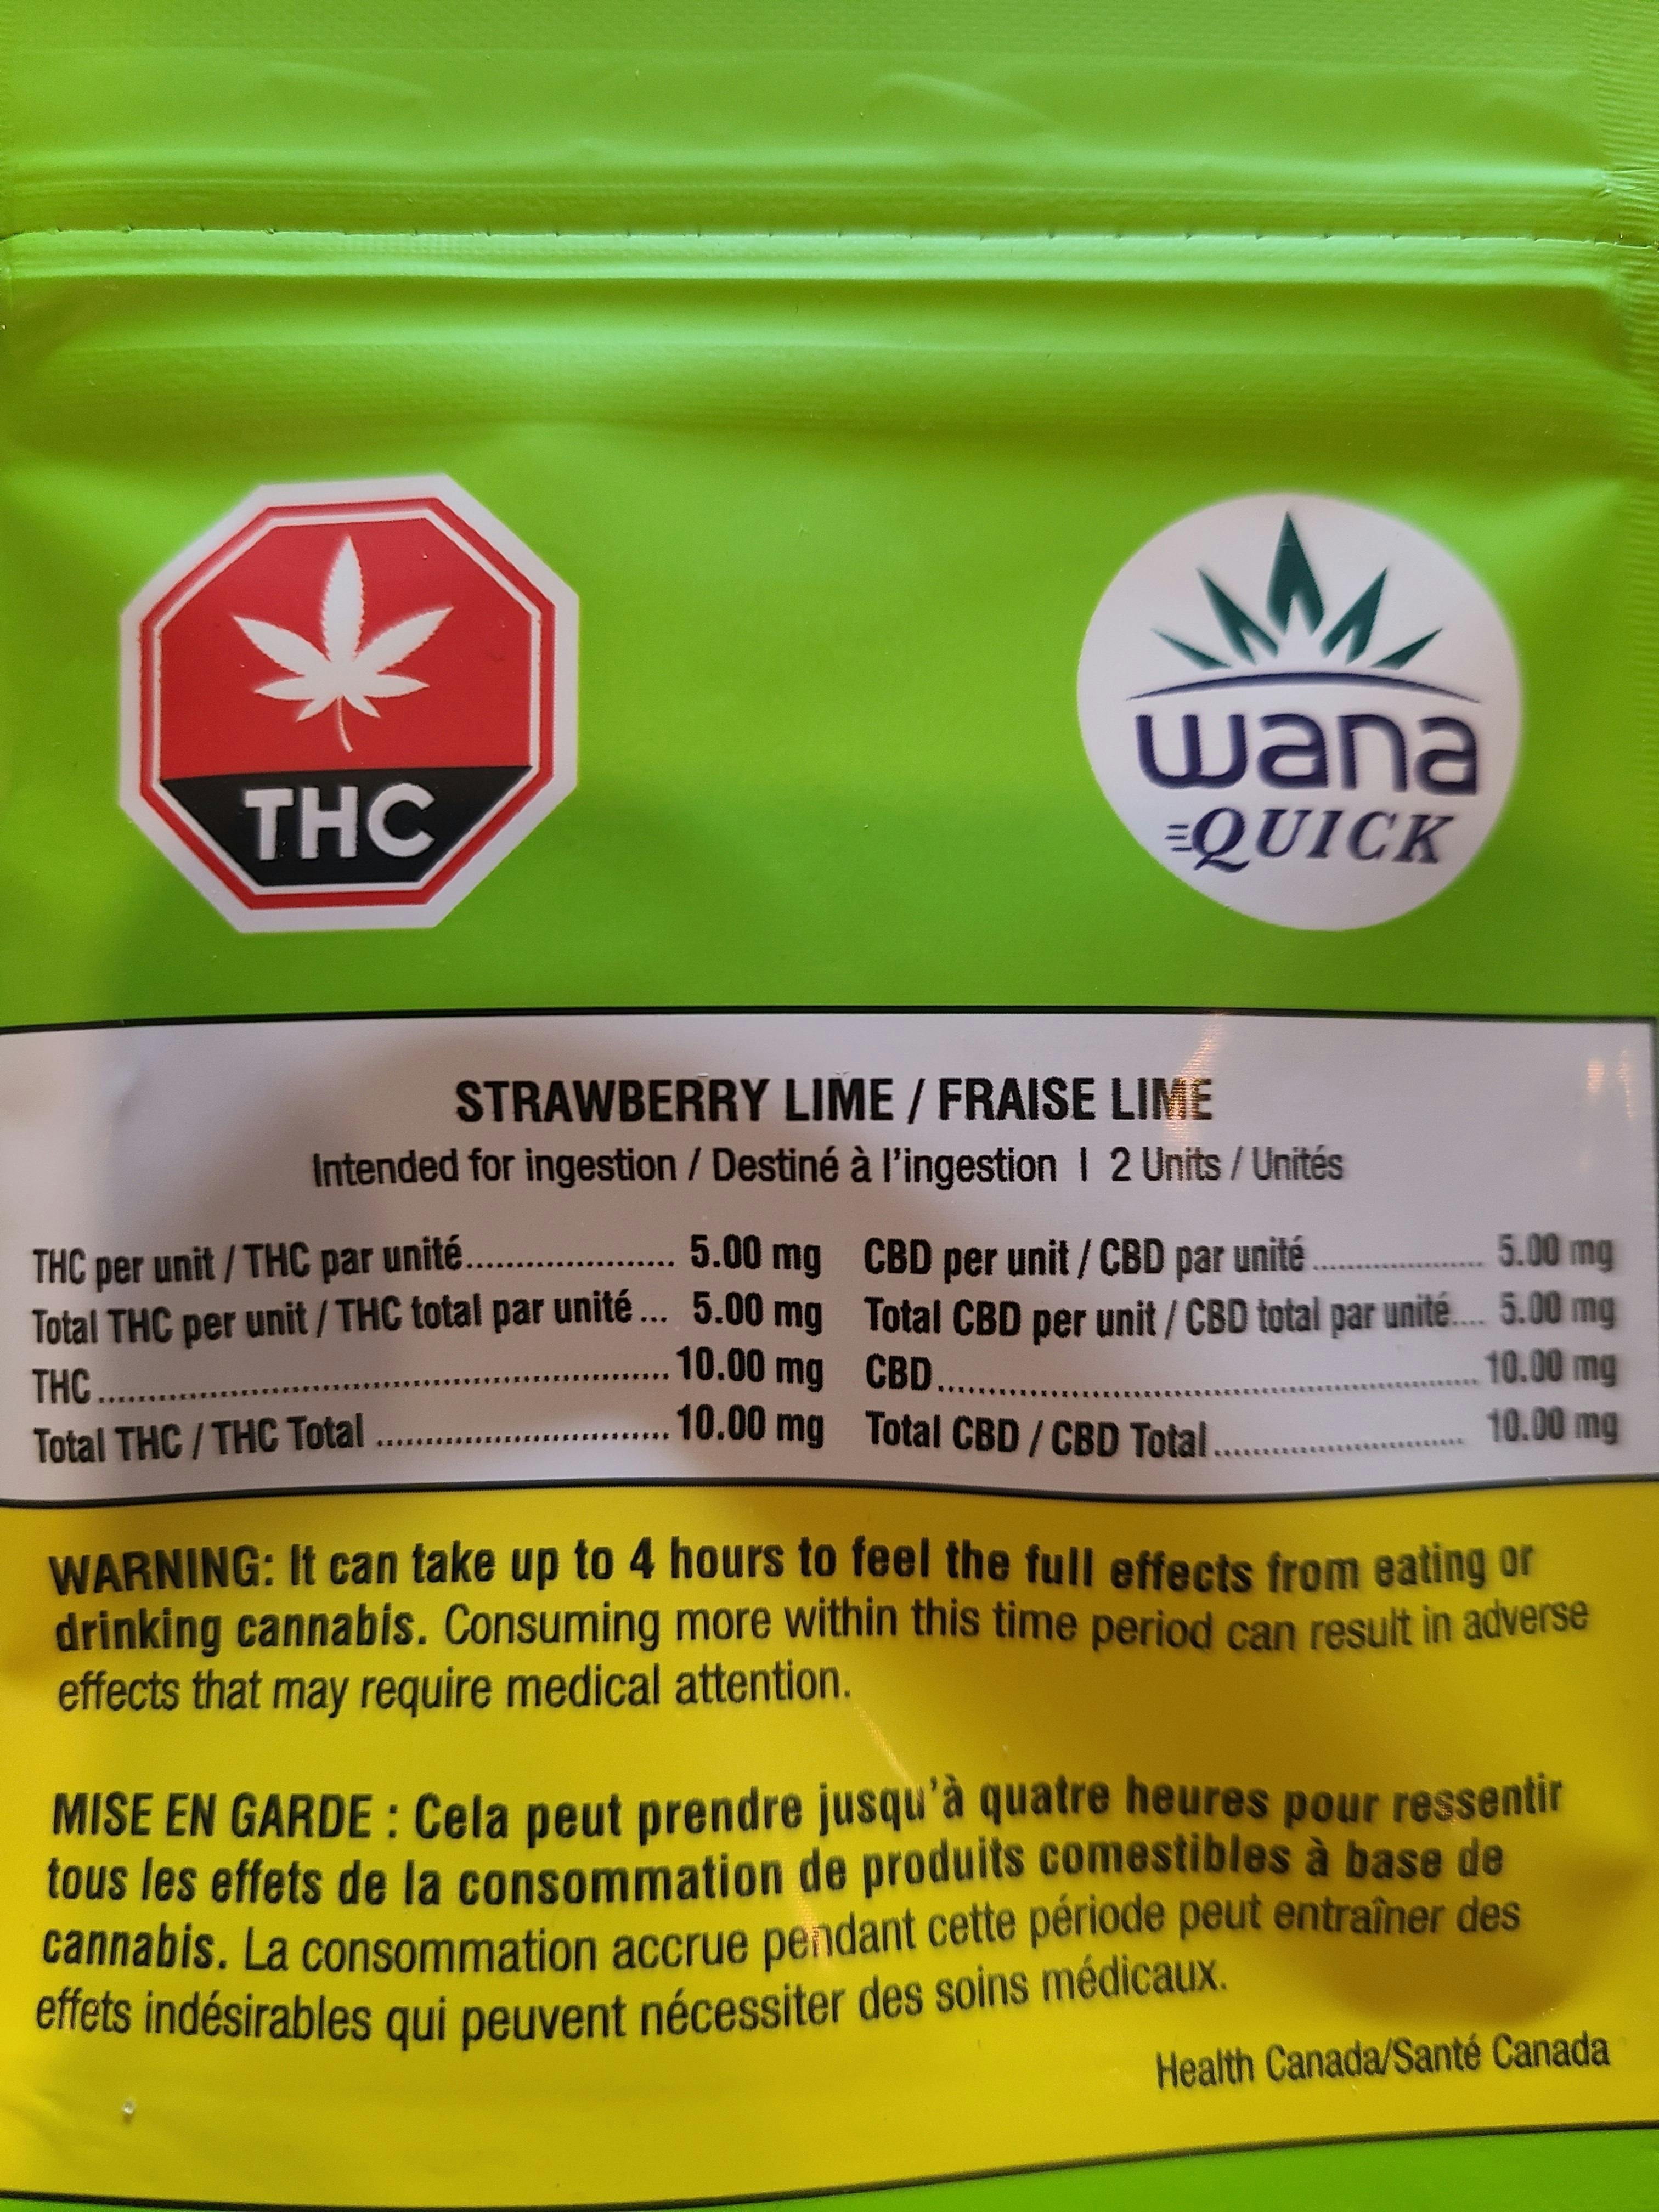 THC
wana
QUICK
STRAWBERRY LIME / FRAISE LIME
Intended for ingestion / Destiné à l'ingestion | 2 Units / Unités
THC per unit / THC par unité.................... 5.00 mg
Total THC per unit / THC total par unité... 5.00 mg
THC.......................................................... 10.00 mg
Total THC / THC Total .............................. 10.00 mg
CBD per unit / CBD par unité.................... 5.00 mg
Total CBD per unit / CBD total par unité.... 5.00 mg
CBD.......................................................... 10.00 mg
Total CBD / CBD Total.............................. 10.00 mg
WARNING: It can take up to 4 hours to feel the full effects from eating or
drinking cannabis. Consuming more within this time period can result in adverse
effects that may require medical attention.
MISE EN GARDE : Cela peut prendre jusqu'à quatre heures pour ressentir
tous les effets de la consommation de produits comestibles à base de
cannabis. La consommation accrue pendant cette période peut entraîner des
effets indésirables qui peuvent nécessiter des soins médicaux.
Health Canada/Santé Canada